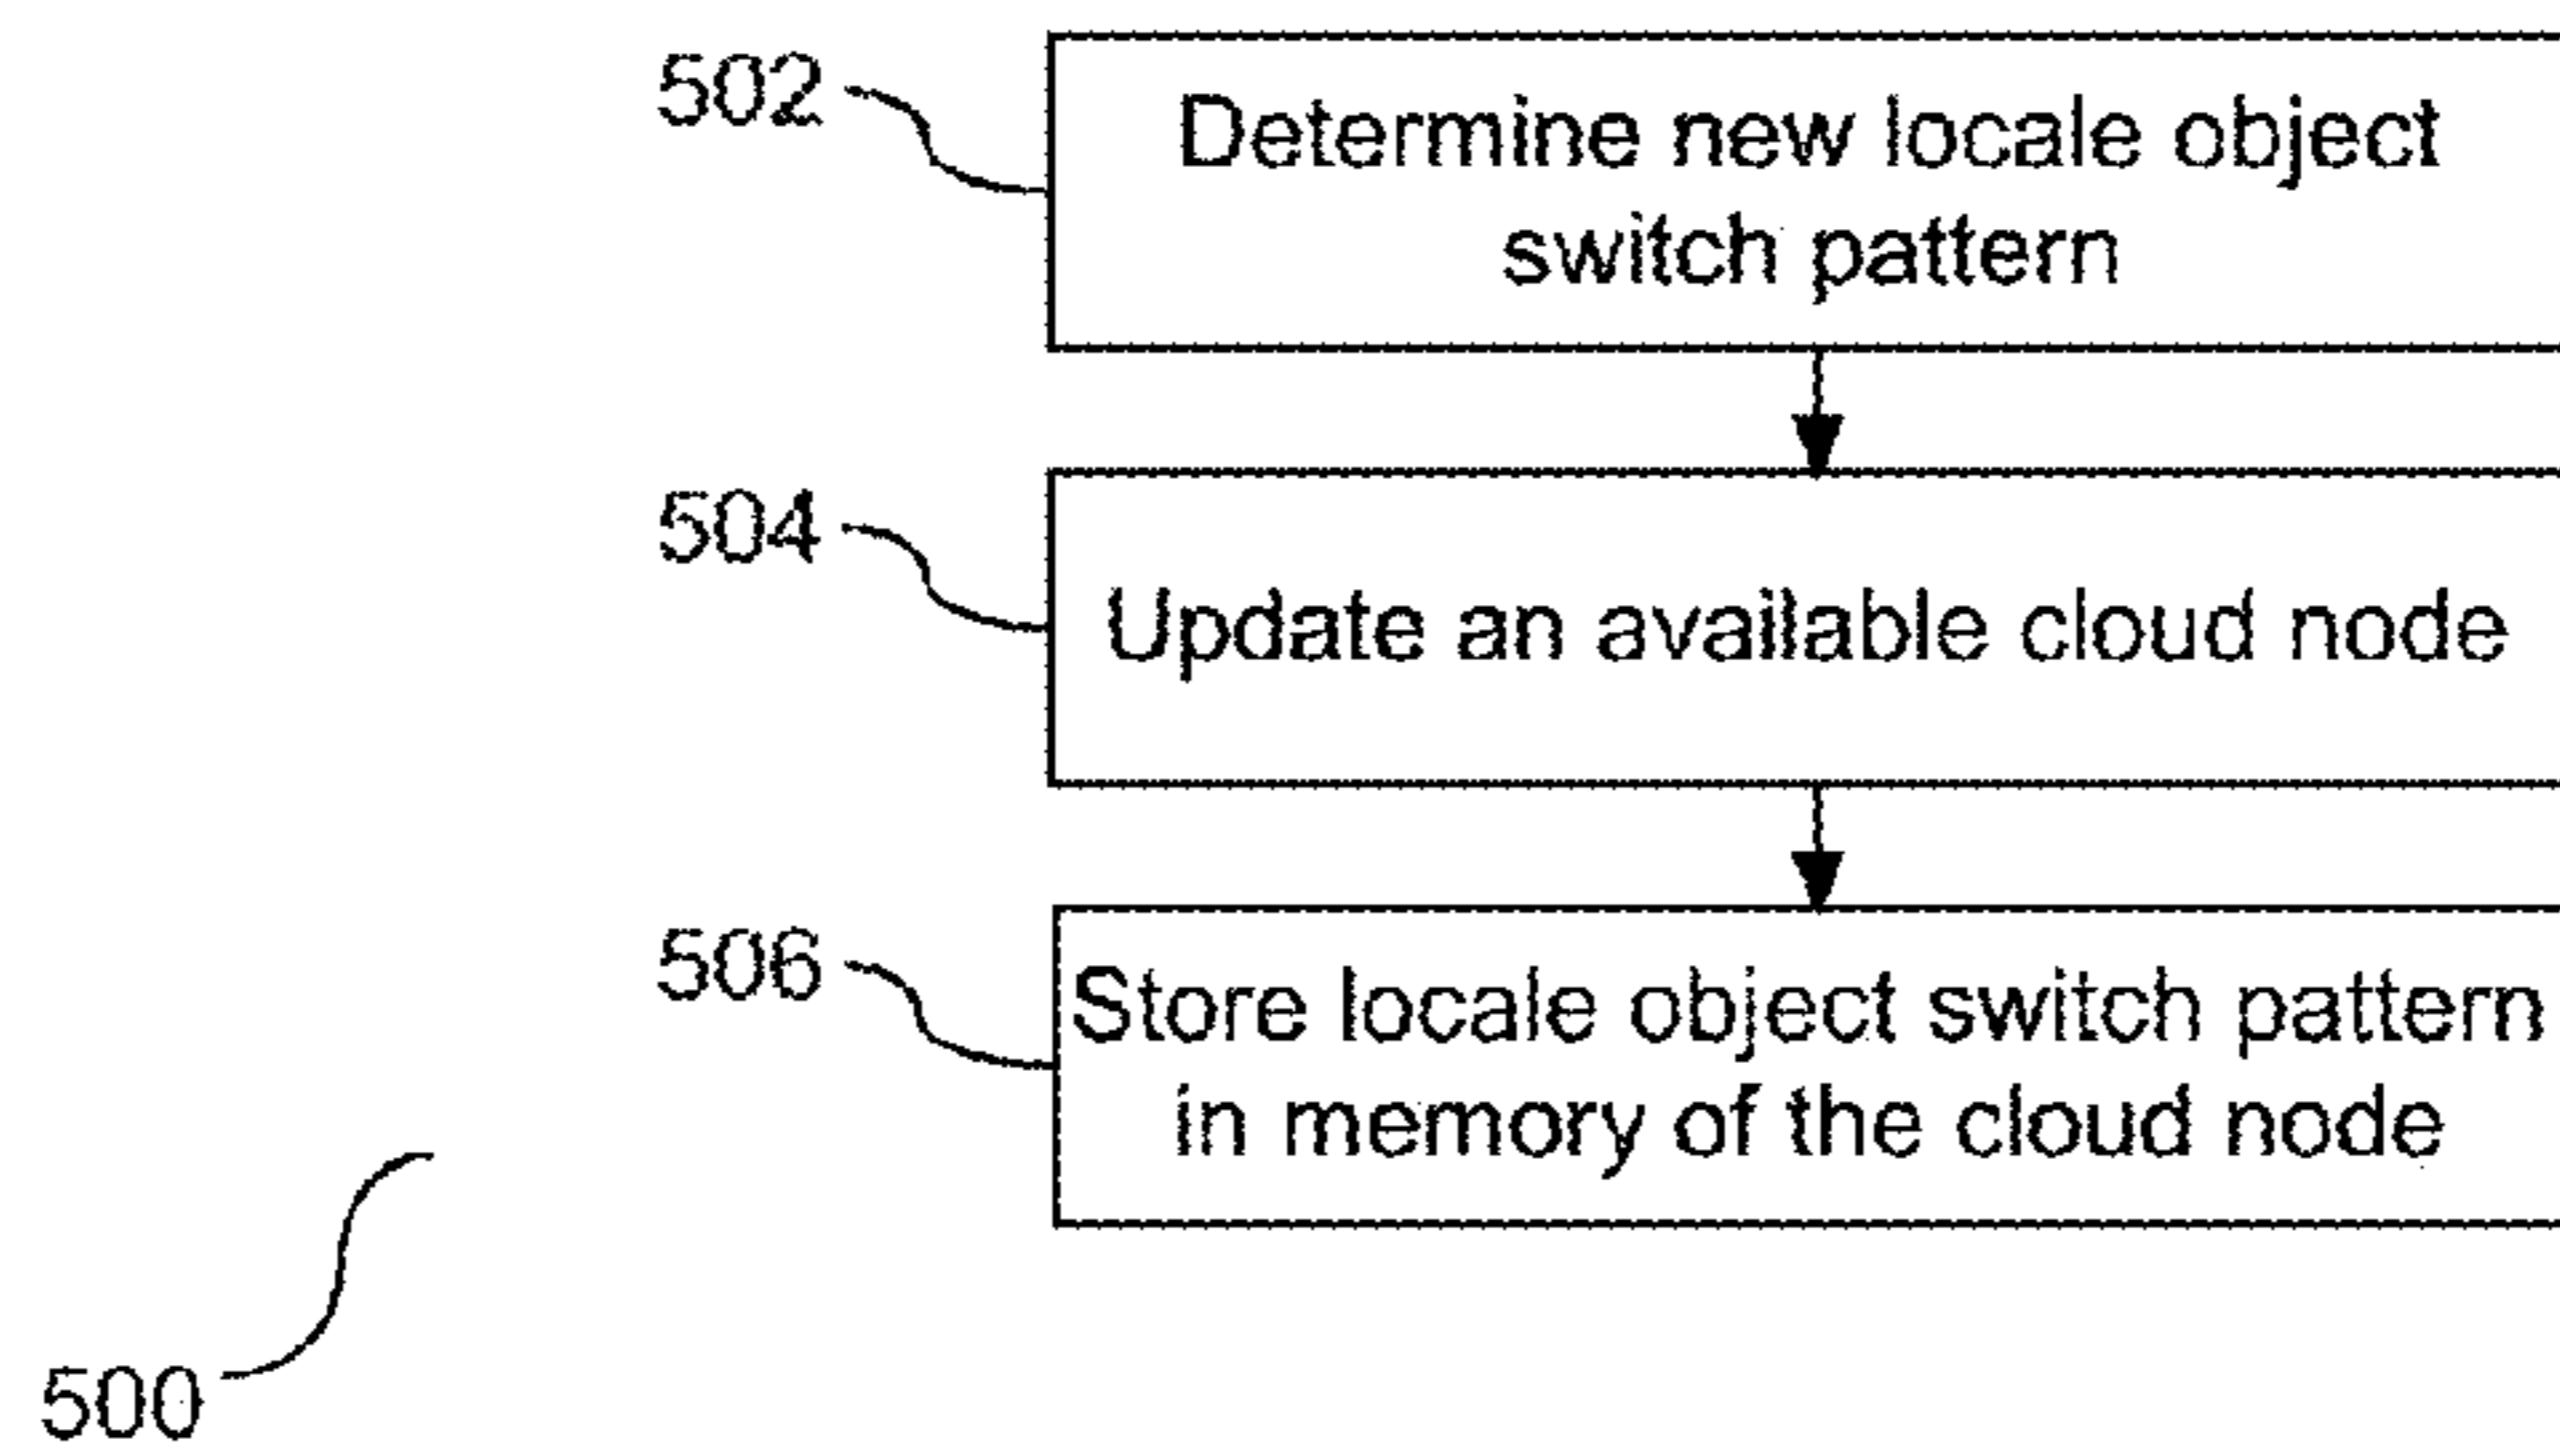 502
Determine new locale object
switch pattern
504
Update an available cloud node
506
Store locale object switch pattern
in memory of the cloud node
500